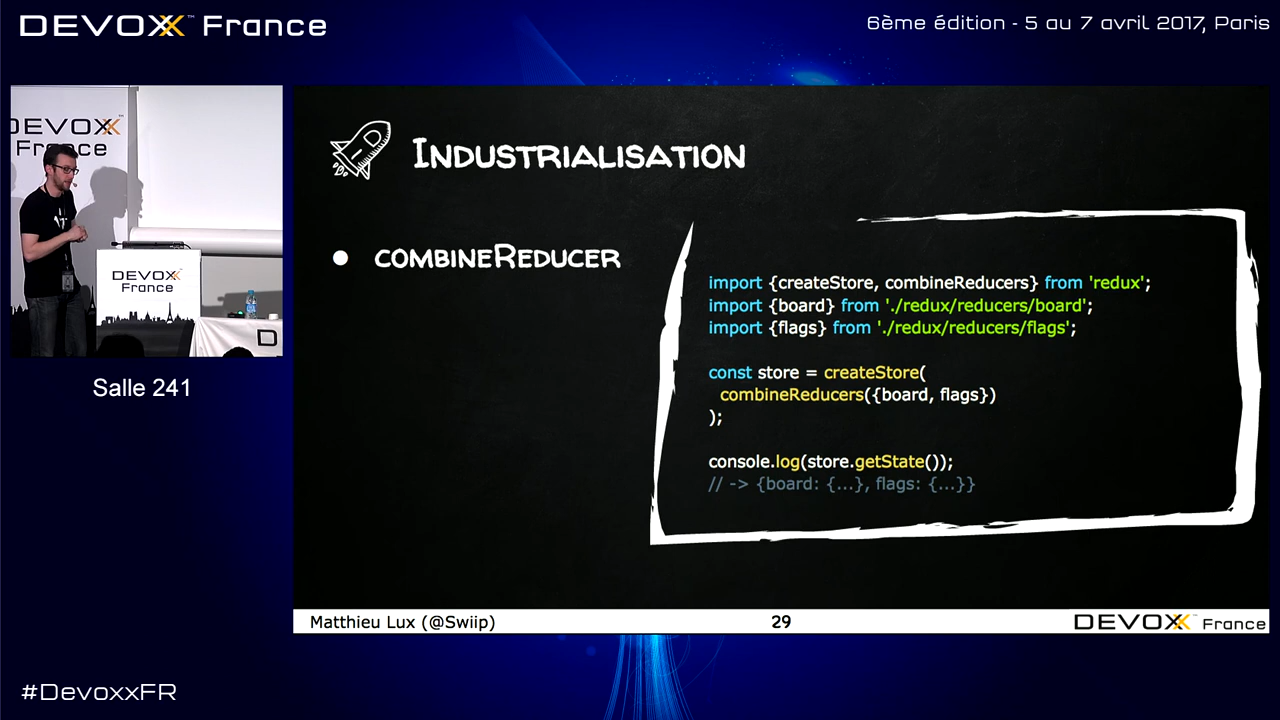 DEVOXX™ France
6ème édition - 5 au 7 avril 2017, Paris
DEVOXX
France
DEVOXX
France
D
Salle 241
INDUSTRIALISATION
● COMBINEREDUCER
import {createStore, combineReducers} from 'redux';
import {board} from './redux/reducers/board';
import {flags} from './redux/reducers/flags';
const store = createStore(
combineReducers({board, flags})
);
console.log(store.getState());
// -> {board: {...}, flags: {...}}
Matthieu Lux (@Swiip)
29
DEVOXX™ France
#DevoxxFR